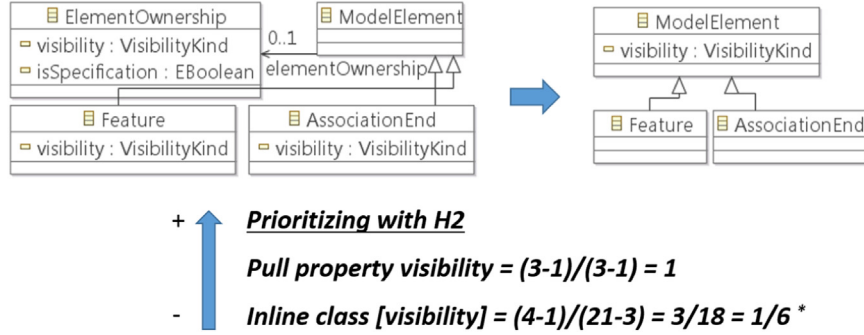 ElementOwnership
visibility : VisibilityKind
isSpecification : EBoolean
0..1
elementOwnership
ModelElement
Feature
visibility : VisibilityKind
AssociationEnd
visibility : VisibilityKind
ModelElement
visibility : VisibilityKind
Feature
AssociationEnd
+ Prioritizing with H2
Pull property visibility = (3-1)/(3-1) = 1
- Inline class [visibility] = (4-1)/(21-3) = 3/18 = 1/6 *